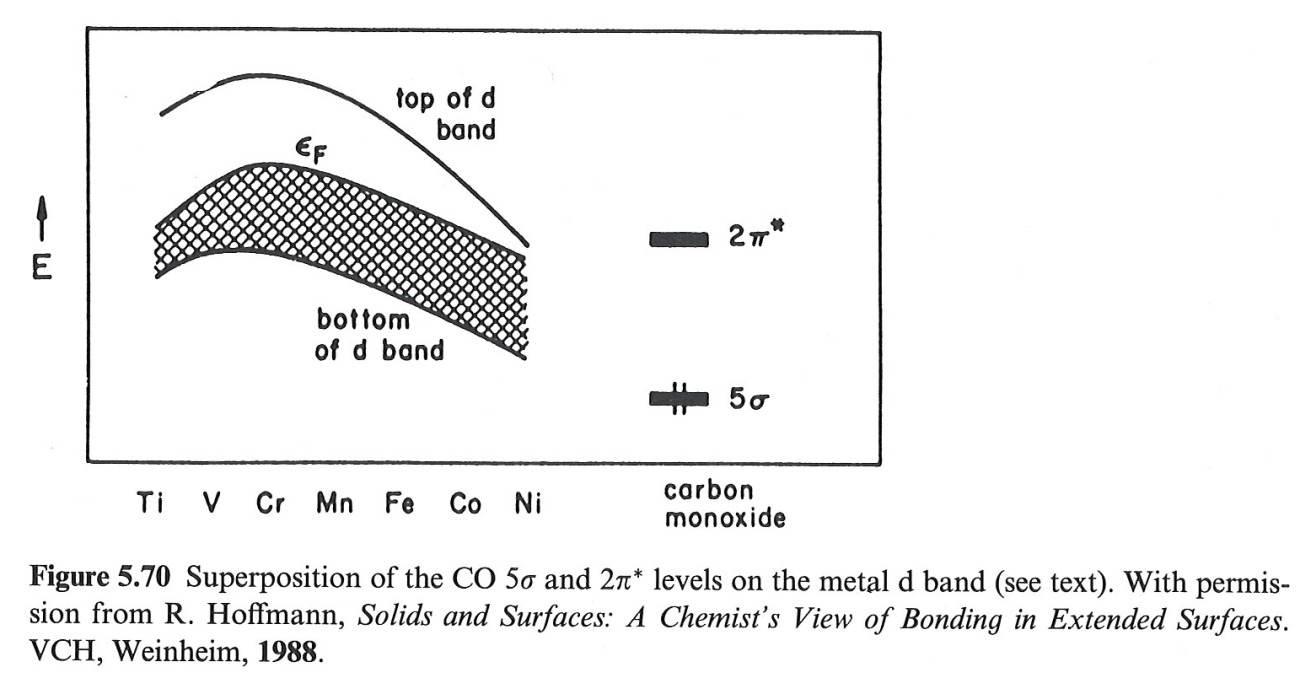 top of d
band
ϵF
E
2π*
bottom
of d band
5σ
Ti V Cr Mn Fe Co Ni
carbon
monoxide
Figure 5.70 Superposition of the CO 5σ and 2π* levels on the metal d band (see text). With permis-
sion from R. Hoffmann, Solids and Surfaces: A Chemist's View of Bonding in Extended Surfaces.
VCH, Weinheim, 1988.